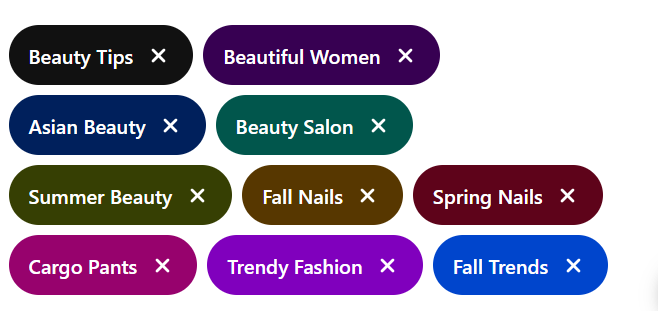 Beauty Tips ✕ Beautiful Women ✕
Asian Beauty ✕ Beauty Salon ✕
Summer Beauty ✕ Fall Nails ✕ Spring Nails ✕
Cargo Pants ✕ Trendy Fashion ✕ Fall Trends ✕